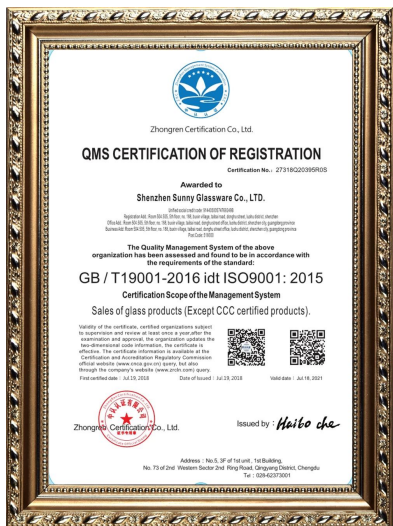 Zhongren Certification Co., Ltd.
QMS CERTIFICATION OF REGISTRATION
Certification No.: 27318Q20395R0S
Awarded to
Shenzhen Sunny Glassware Co., LTD.
The Quality Management System of the above
organization has been assessed and found to be in accordance with
the requirements of the standard:
GB / T19001-2016 idt ISO9001: 2015
Certification Scope of the Management System
Sales of glass products (Except CCC certified products).
Validity of the certificate, certified organizations subject
to supervision and review at least once a year,after the
examination and approval, the organization updates the
two-dimensional code information, the certificate is
effective. The certificate information is available at the
Certification and Accreditation Regulatory Commission
official website (www.cnca.gov.cn) query, but also
through the company's website (www.zrcln.com) query.
First certified date : Jul.19, 2018 Date of Issued : Jul.19, 2018 Valid date : Jul.18, 2021
Zhongren Certification Co., Ltd.
Issued by : Haibo che
Address : No.5, 3F of 1st unit , 1st Building,
No. 73 of 2nd Western Sector 2nd Ring Road, Qingyang District, Chengdu
Tel : 028-62373001